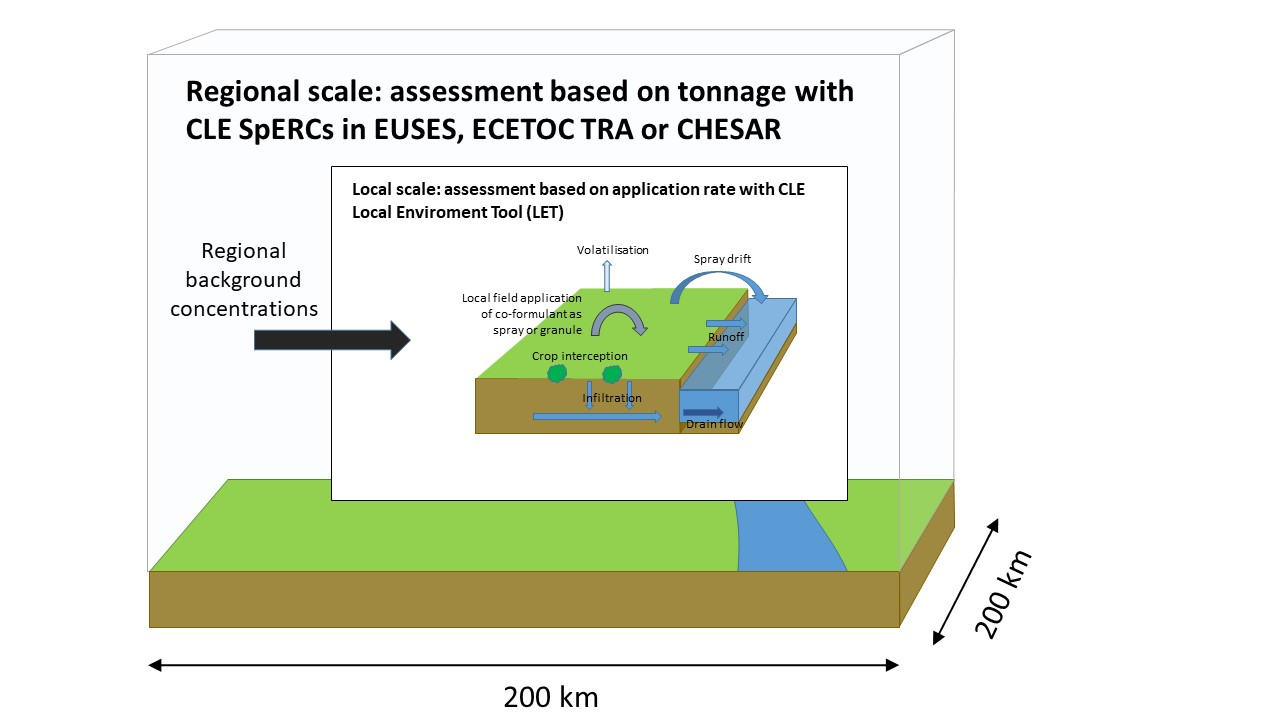 Regional scale: assessment based on tonnage with
CLE SpERCs in EUSES, ECETOC TRA or CHESAR
Local scale: assessment based on application rate with CLE
Local Enviroment Tool (LET)
Regional
background
concentrations
Volatilisation
Spray drift
Local field application
of co-formulant as
spray or granule
Runoff
Crop interception
Infiltration
Drain flow
200 km
200 km